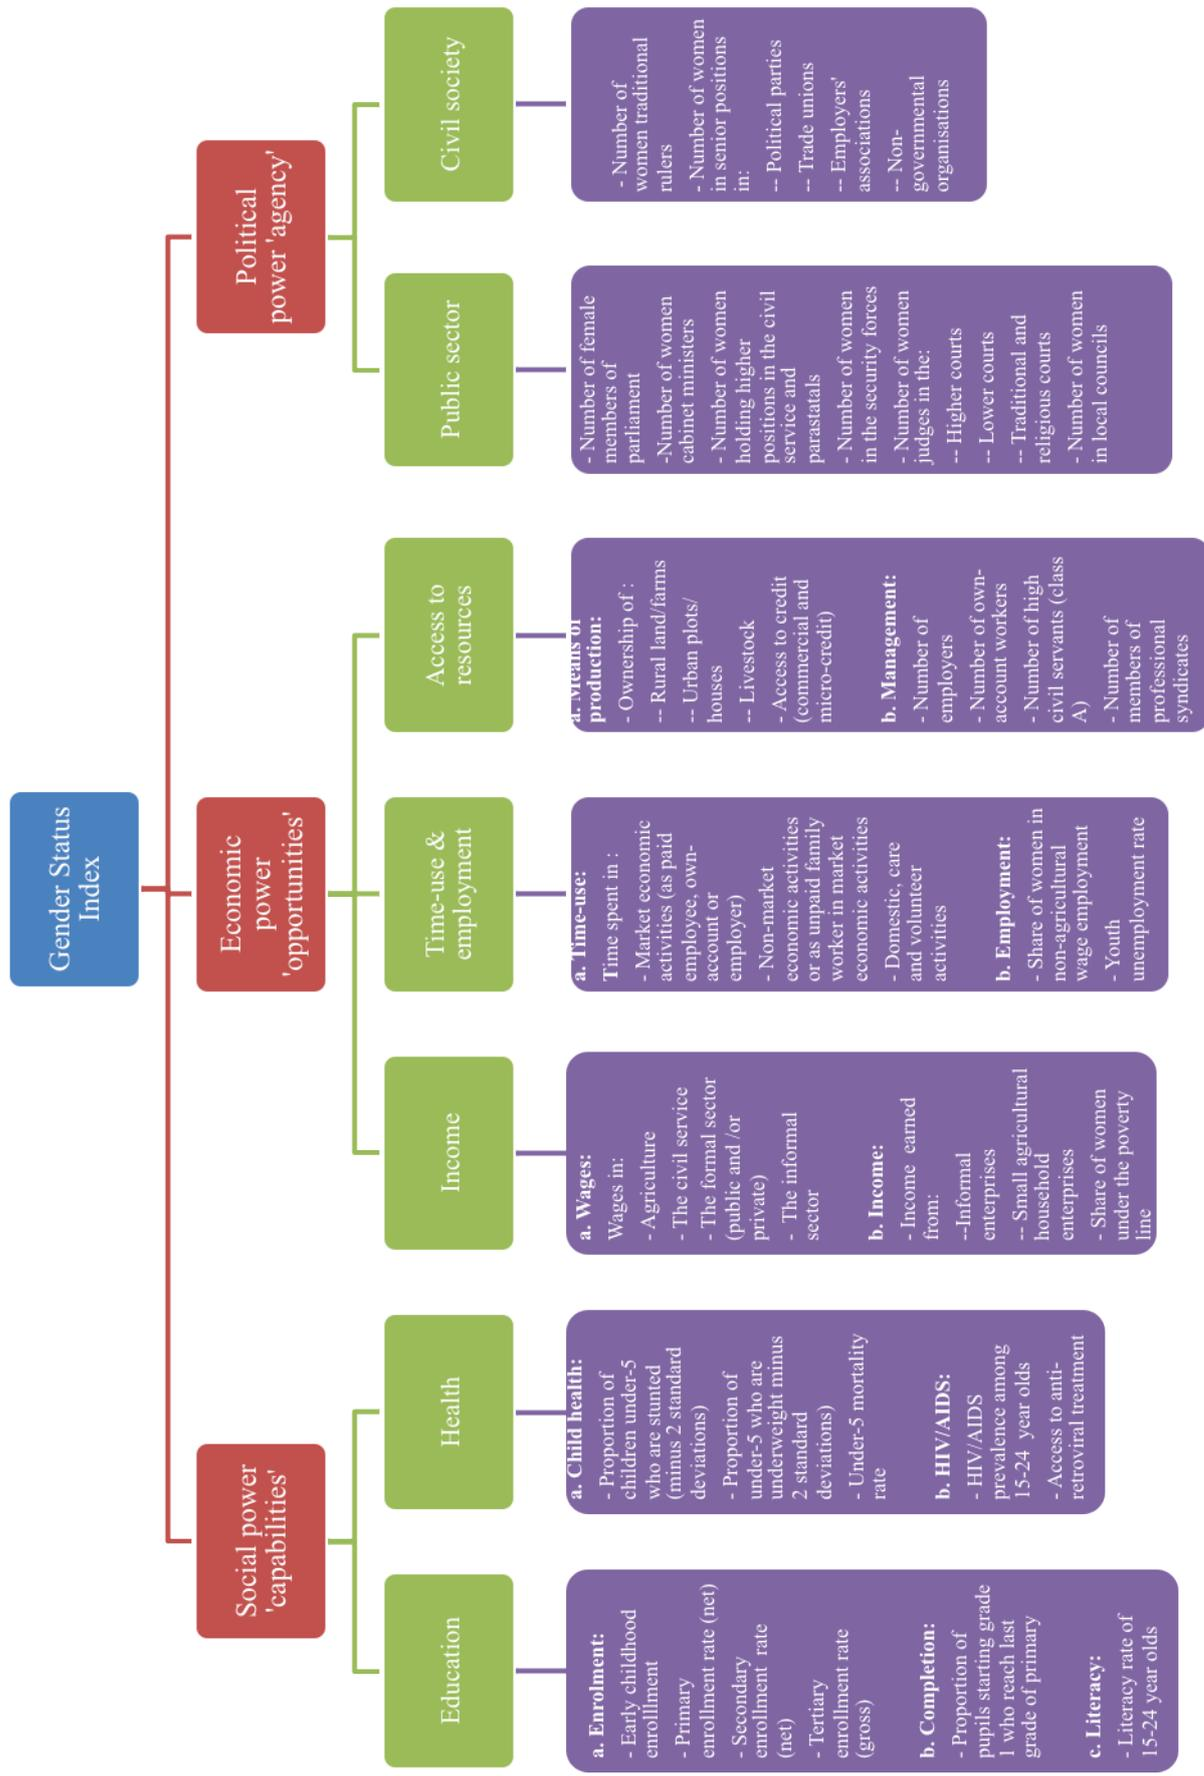 Gender Status
Index
Social power
'capabilities'
Economic
power
'opportunities'
Political
power 'agency'
Education
Health
Income
Time-use &
employment
Access to
resources
Public sector
Civil society
a. Enrolment:
- Early childhood
enrolllment
- Primary
enrollment rate (net)
- Secondary
enrollment  rate
(net)
- Tertiary
enrollment rate
(gross)
b. Completion:
- Proportion of
pupils starting grade
1 who reach last
grade of primary
c. Literacy:
- Literacy rate of
15-24 year olds
a. Child health:
- Proportion of
children under-5
who are stunted
(minus 2 standard
deviations)
- Proportion of
under-5 who are
underweight minus
2 standard
deviations)
- Under-5 mortality
rate
b. HIV/AIDS:
- HIV/AIDS
prevalence among
15-24  year olds
- Access to anti-
retroviral treatment
a. Wages:
Wages in:
- Agriculture
- The civil service
- The formal sector
(public and /or
private)
- The informal
sector
b. Income:
- Income  earned
from:
--Informal
enterprises
-- Small agricultural
household
enterprises
- Share of women
under the poverty
line
a. Time-use:
Time spent in :
- Market economic
activities (as paid
employee, own-
account or
employer)
- Non-market
economic activities
or as unpaid family
worker in market
economic activities
- Domestic, care
and volunteer
activities
b. Employment:
- Share of women in
non-agricultural
wage employment
- Youth
unemployment rate
a. Means of
production:
- Ownership of :
-- Rural land/farms
-- Urban plots/
houses
-- Livestock
- Access to credit
(commercial and
micro-credit)
b. Management:
- Number of
employers
- Number of own-
account workers
- Number of high
civil servants (class
A)
- Number of
members of
professional
syndicates
- Number of female
members of
parliament
-Number of women
cabinet ministers
- Number of women
holding higher
positions in the civil
service and
parastatals
- Number of women
in the security forces
- Number of women
judges in the:
-- Higher courts
-- Lower courts
-- Traditional and
religious courts
- Number of women
in local councils
- Number of
women traditional
rulers
- Number of women
in senior positions
in:
-- Political parties
-- Trade unions
-- Employers'
associations
-- Non-
governmental
organisations